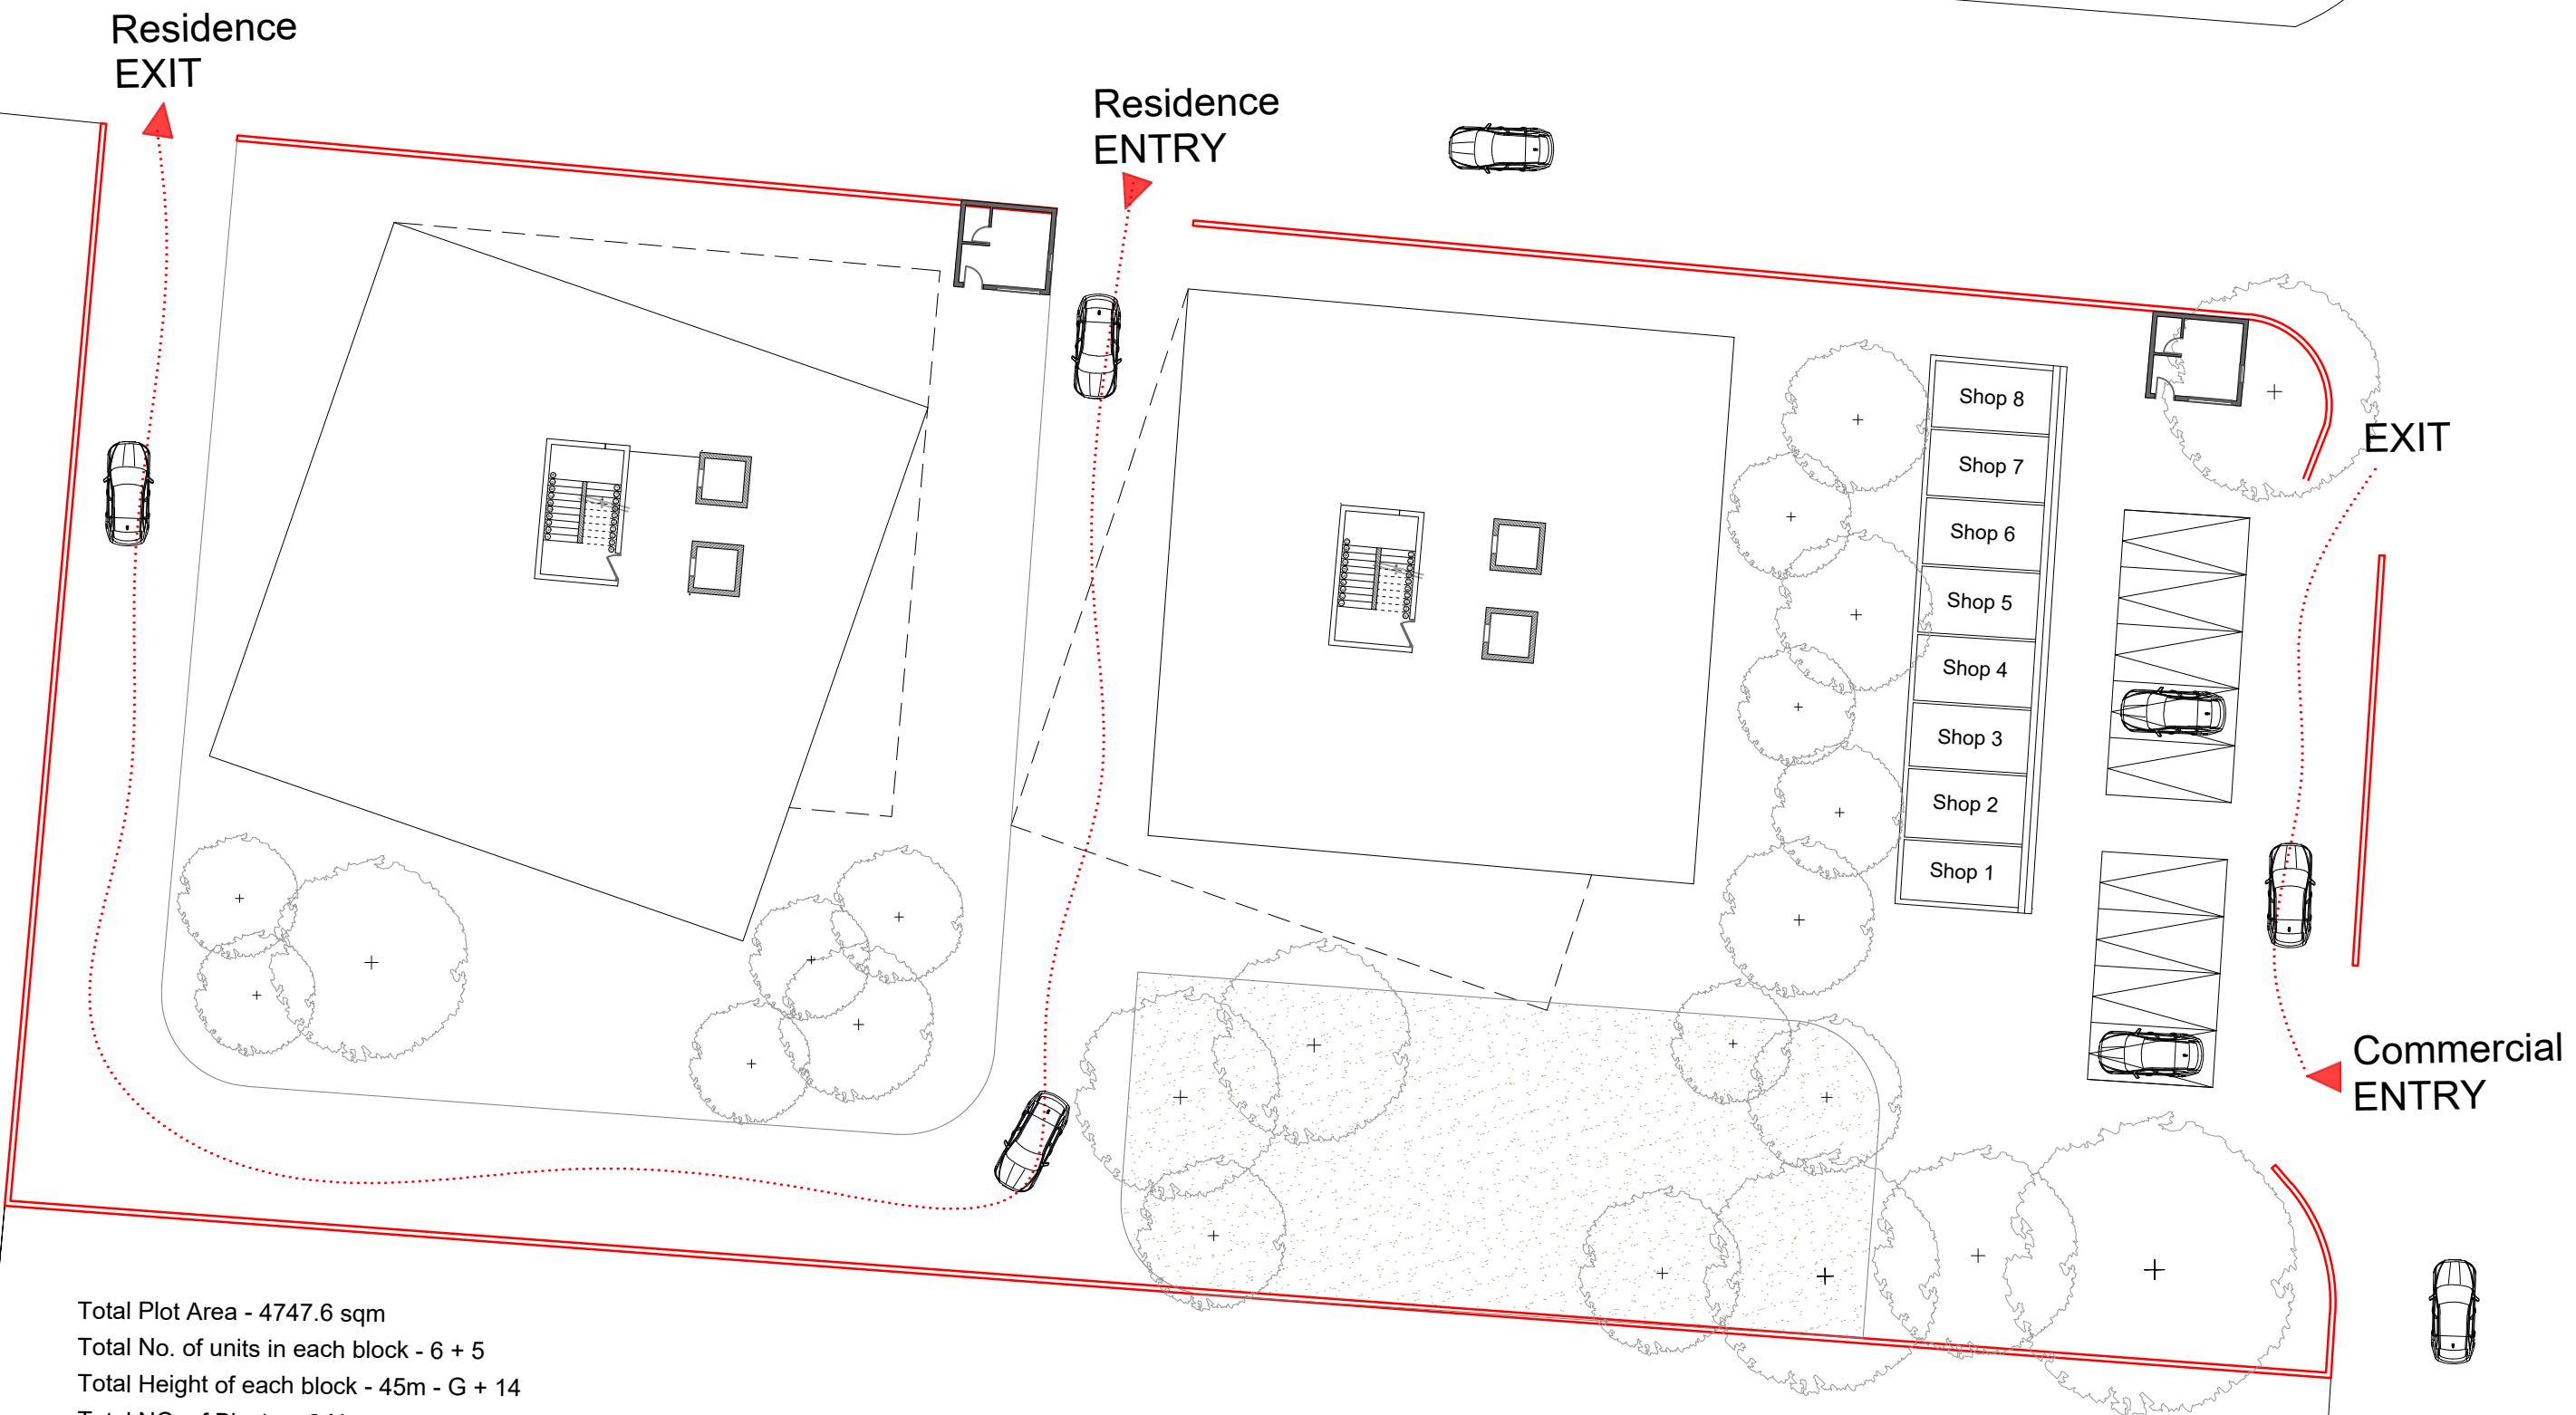 Residence
EXIT
Residence
ENTRY
EXIT
Shop 8
Shop 7
Shop 6
Shop 5
Shop 4
Shop 3
Shop 2
Shop 1
Commercial
ENTRY
Total Plot Area - 4747.6 sqm
Total No. of units in each block - 6 + 5
Total Height of each block - 45m - G + 14